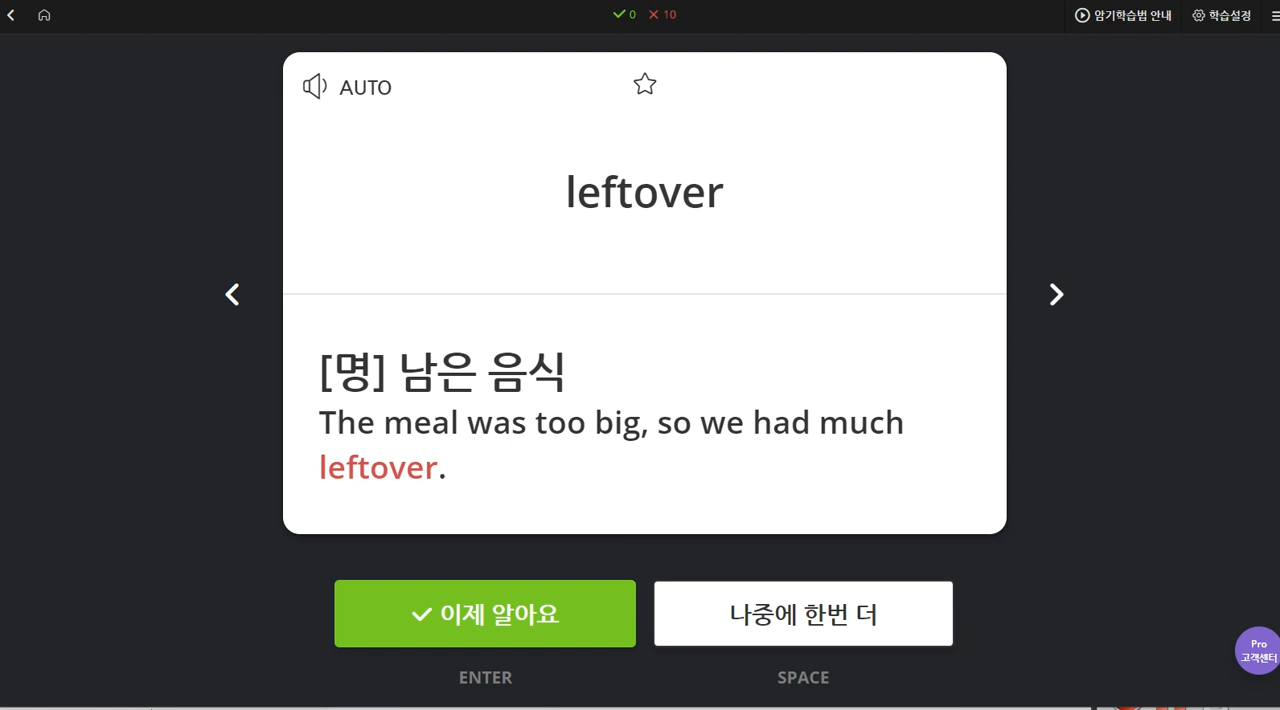 0 10 암기학습법 안내 학습설정
AUTO
leftover
[명] 남은 음식
The meal was too big, so we had much
leftover.
이제 알아요 나중에 한번 더
ENTER SPACE
Pro
고객센터